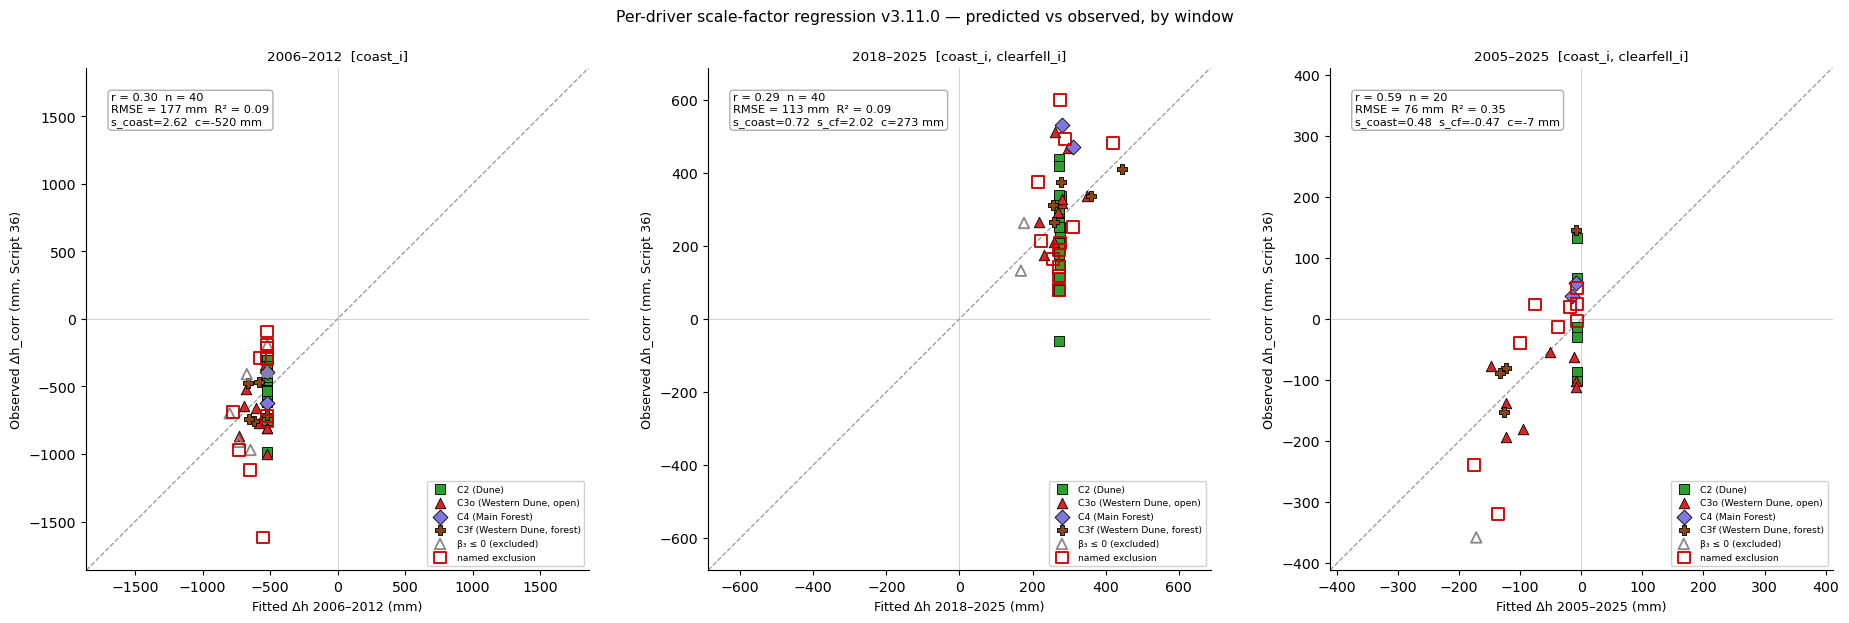 Per-driver scale-factor regression v3.11.0 — predicted vs observed, by window
2006–2012  [coast_i]
r = 0.30  n = 40
RMSE = 177 mm  R² = 0.09
s_coast=2.62  c=-520 mm
Observed Δh_corr (mm, Script 36)
1500
1000
500
0
−500
−1000
−1500
−1500
−1000
−500
0
500
1000
1500
Fitted Δh 2006–2012 (mm)
C2 (Dune)
C3o (Western Dune, open)
C4 (Main Forest)
C3f (Western Dune, forest)
β₃ ≤ 0 (excluded)
named exclusion
2018–2025  [coast_i, clearfell_i]
r = 0.29  n = 40
RMSE = 113 mm  R² = 0.09
s_coast=0.72  s_cf=2.02  c=273 mm
Observed Δh_corr (mm, Script 36)
600
400
200
0
−200
−400
−600
−600
−400
−200
0
200
400
600
Fitted Δh 2018–2025 (mm)
C2 (Dune)
C3o (Western Dune, open)
C4 (Main Forest)
C3f (Western Dune, forest)
β₃ ≤ 0 (excluded)
named exclusion
2005–2025  [coast_i, clearfell_i]
r = 0.59  n = 20
RMSE = 76 mm  R² = 0.35
s_coast=0.48  s_cf=-0.47  c=-7 mm
Observed Δh_corr (mm, Script 36)
400
300
200
100
0
−100
−200
−300
−400
−400
−300
−200
−100
0
100
200
300
400
Fitted Δh 2005–2025 (mm)
C2 (Dune)
C3o (Western Dune, open)
C4 (Main Forest)
C3f (Western Dune, forest)
β₃ ≤ 0 (excluded)
named exclusion